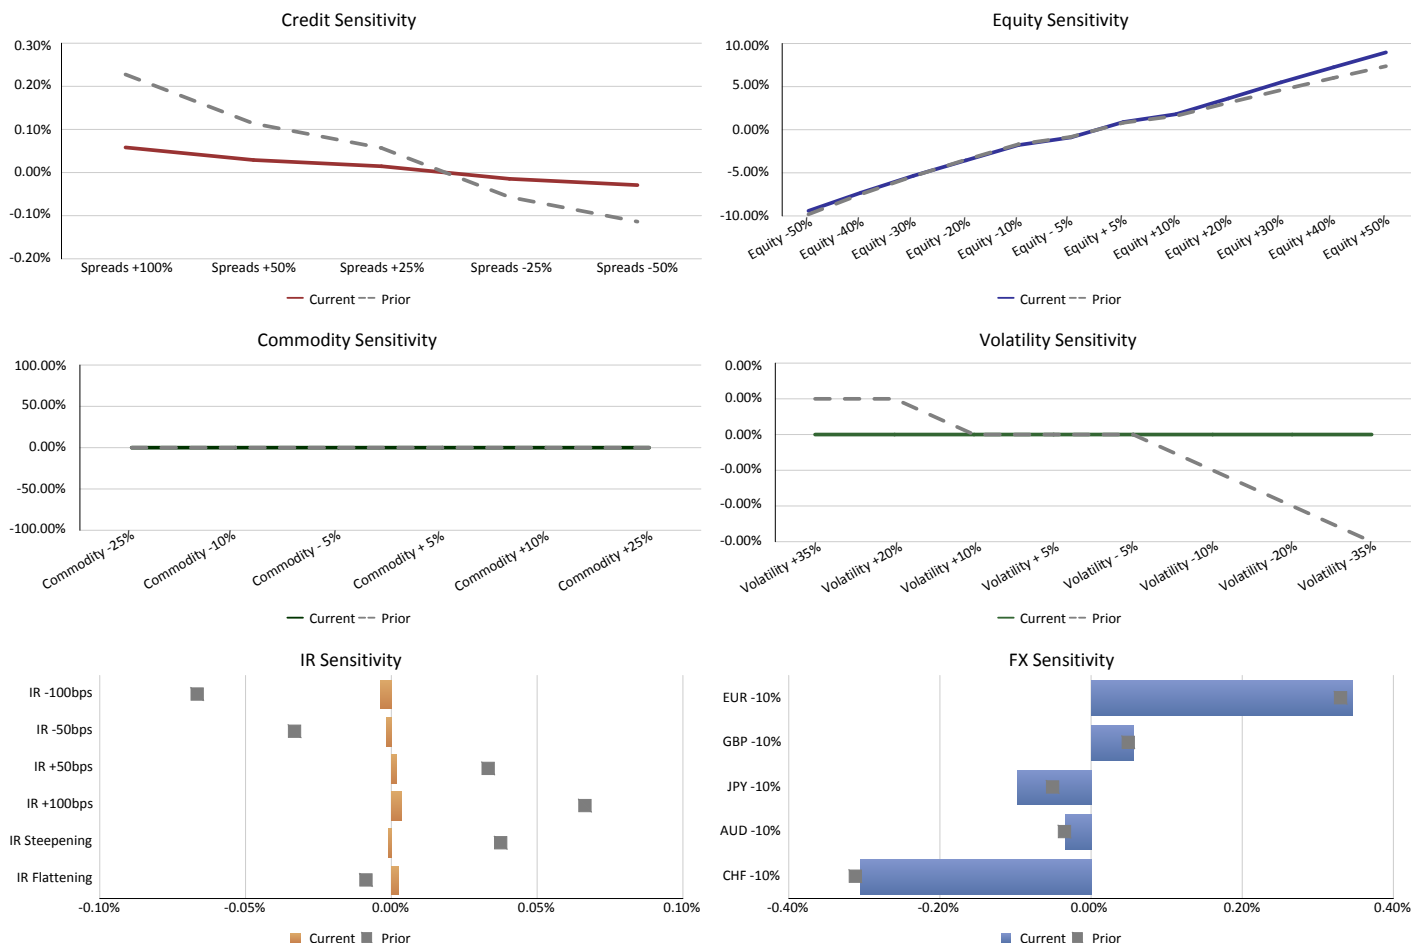 Credit Sensitivity
0.30%
0.20%
0.10%
0.00%
-0.10%
-0.20%
Spreads +100% Spreads +50% Spreads +25% Spreads -25% Spreads -50%
Current Prior
Equity Sensitivity
10.00%
5.00%
0.00%
-5.00%
-10.00%
Equity -50% Equity -40% Equity -30% Equity -20% Equity -10% Equity - 5% Equity + 5% Equity +10% Equity +20% Equity +30% Equity +40% Equity +50%
Current Prior
Commodity Sensitivity
100.00%
50.00%
0.00%
-50.00%
-100.00%
Commodity -25% Commodity -10% Commodity - 5% Commodity + 5% Commodity +10% Commodity +25%
Current Prior
Volatility Sensitivity
0.00%
0.00%
0.00%
-0.00%
-0.00%
-0.00%
Volatility +35% Volatility +20% Volatility +10% Volatility + 5% Volatility - 5% Volatility -10% Volatility -20% Volatility -35%
Current Prior
IR Sensitivity
IR -100bps
IR -50bps
IR +50bps
IR +100bps
IR Steepening
IR Flattening
-0.10% -0.05% 0.00% 0.05% 0.10%
Current Prior
FX Sensitivity
EUR -10%
GBP -10%
JPY -10%
AUD -10%
CHF -10%
-0.40% -0.20% 0.00% 0.20% 0.40%
Current Prior